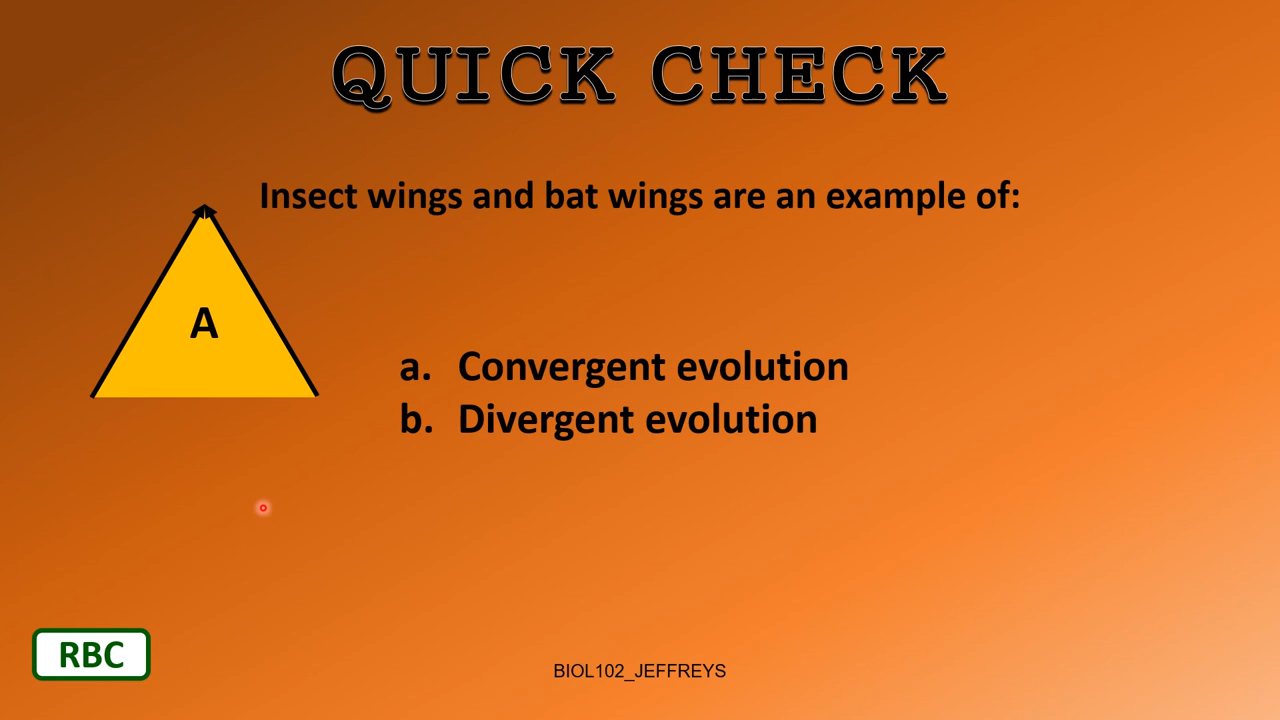 QUICK CHECK
Insect wings and bat wings are an example of:
A
a. Convergent evolution
b. Divergent evolution
RBC
BIOL102_JEFFREYS